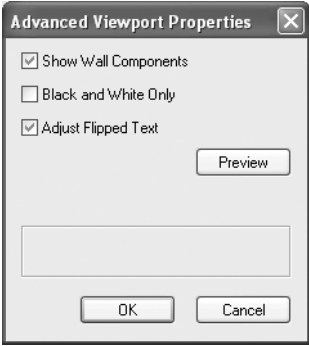 Advanced Viewport Properties
Show Wall Components
Black and White Only
Adjust Flipped Text
Preview
OK
Cancel